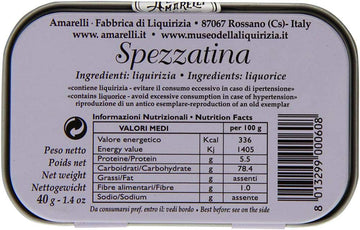 AMARELLI
Amarelli - Fabbrica di Liquirizia • 87067 Rossano (Cs)- Italy
www.amarelli.it • www.museodellaliquirizia.it
Spezzatina
Ingredienti: liquirizia - Ingredients: liquorice
«contiene liquirizia - evitare il consumo eccessivo in caso di ipertensione»
«contains liquorice - avoid excessive consumption in case of hypertension»
riproduzione di un antico esemplare-reproduction of an old exemplar
Informazioni Nutrizionali • Nutrition Facts
VALORI MEDI per 100 g
Valore energetico Kcal 336
Energy value Kj 1405
Proteine/Protein g 5.5
Carboidrati/Carbohydrate g 78.4
Grassi/Fat g assenti
Fibre alimentari/Fibre g 1.0
Sodio/Sodium g assente
Peso netto
Poids net
Net weight
Nettogewicht
40 g - 1.4 oz
Da consumarsi pref. entro il: vedi bordo • Best before: see on the side
8 013299 000608